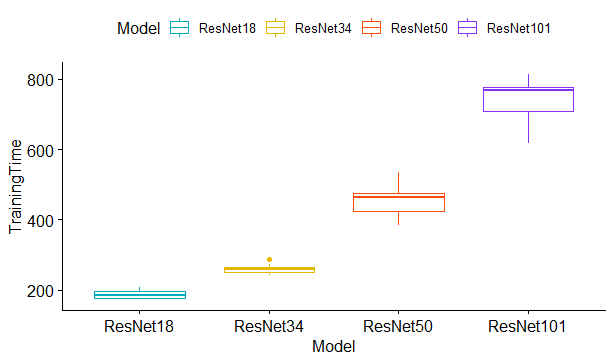 Model ResNet18 ResNet34 ResNet50 ResNet101
800
600
400
200
TrainingTime
ResNet18 ResNet34 ResNet50 ResNet101
Model